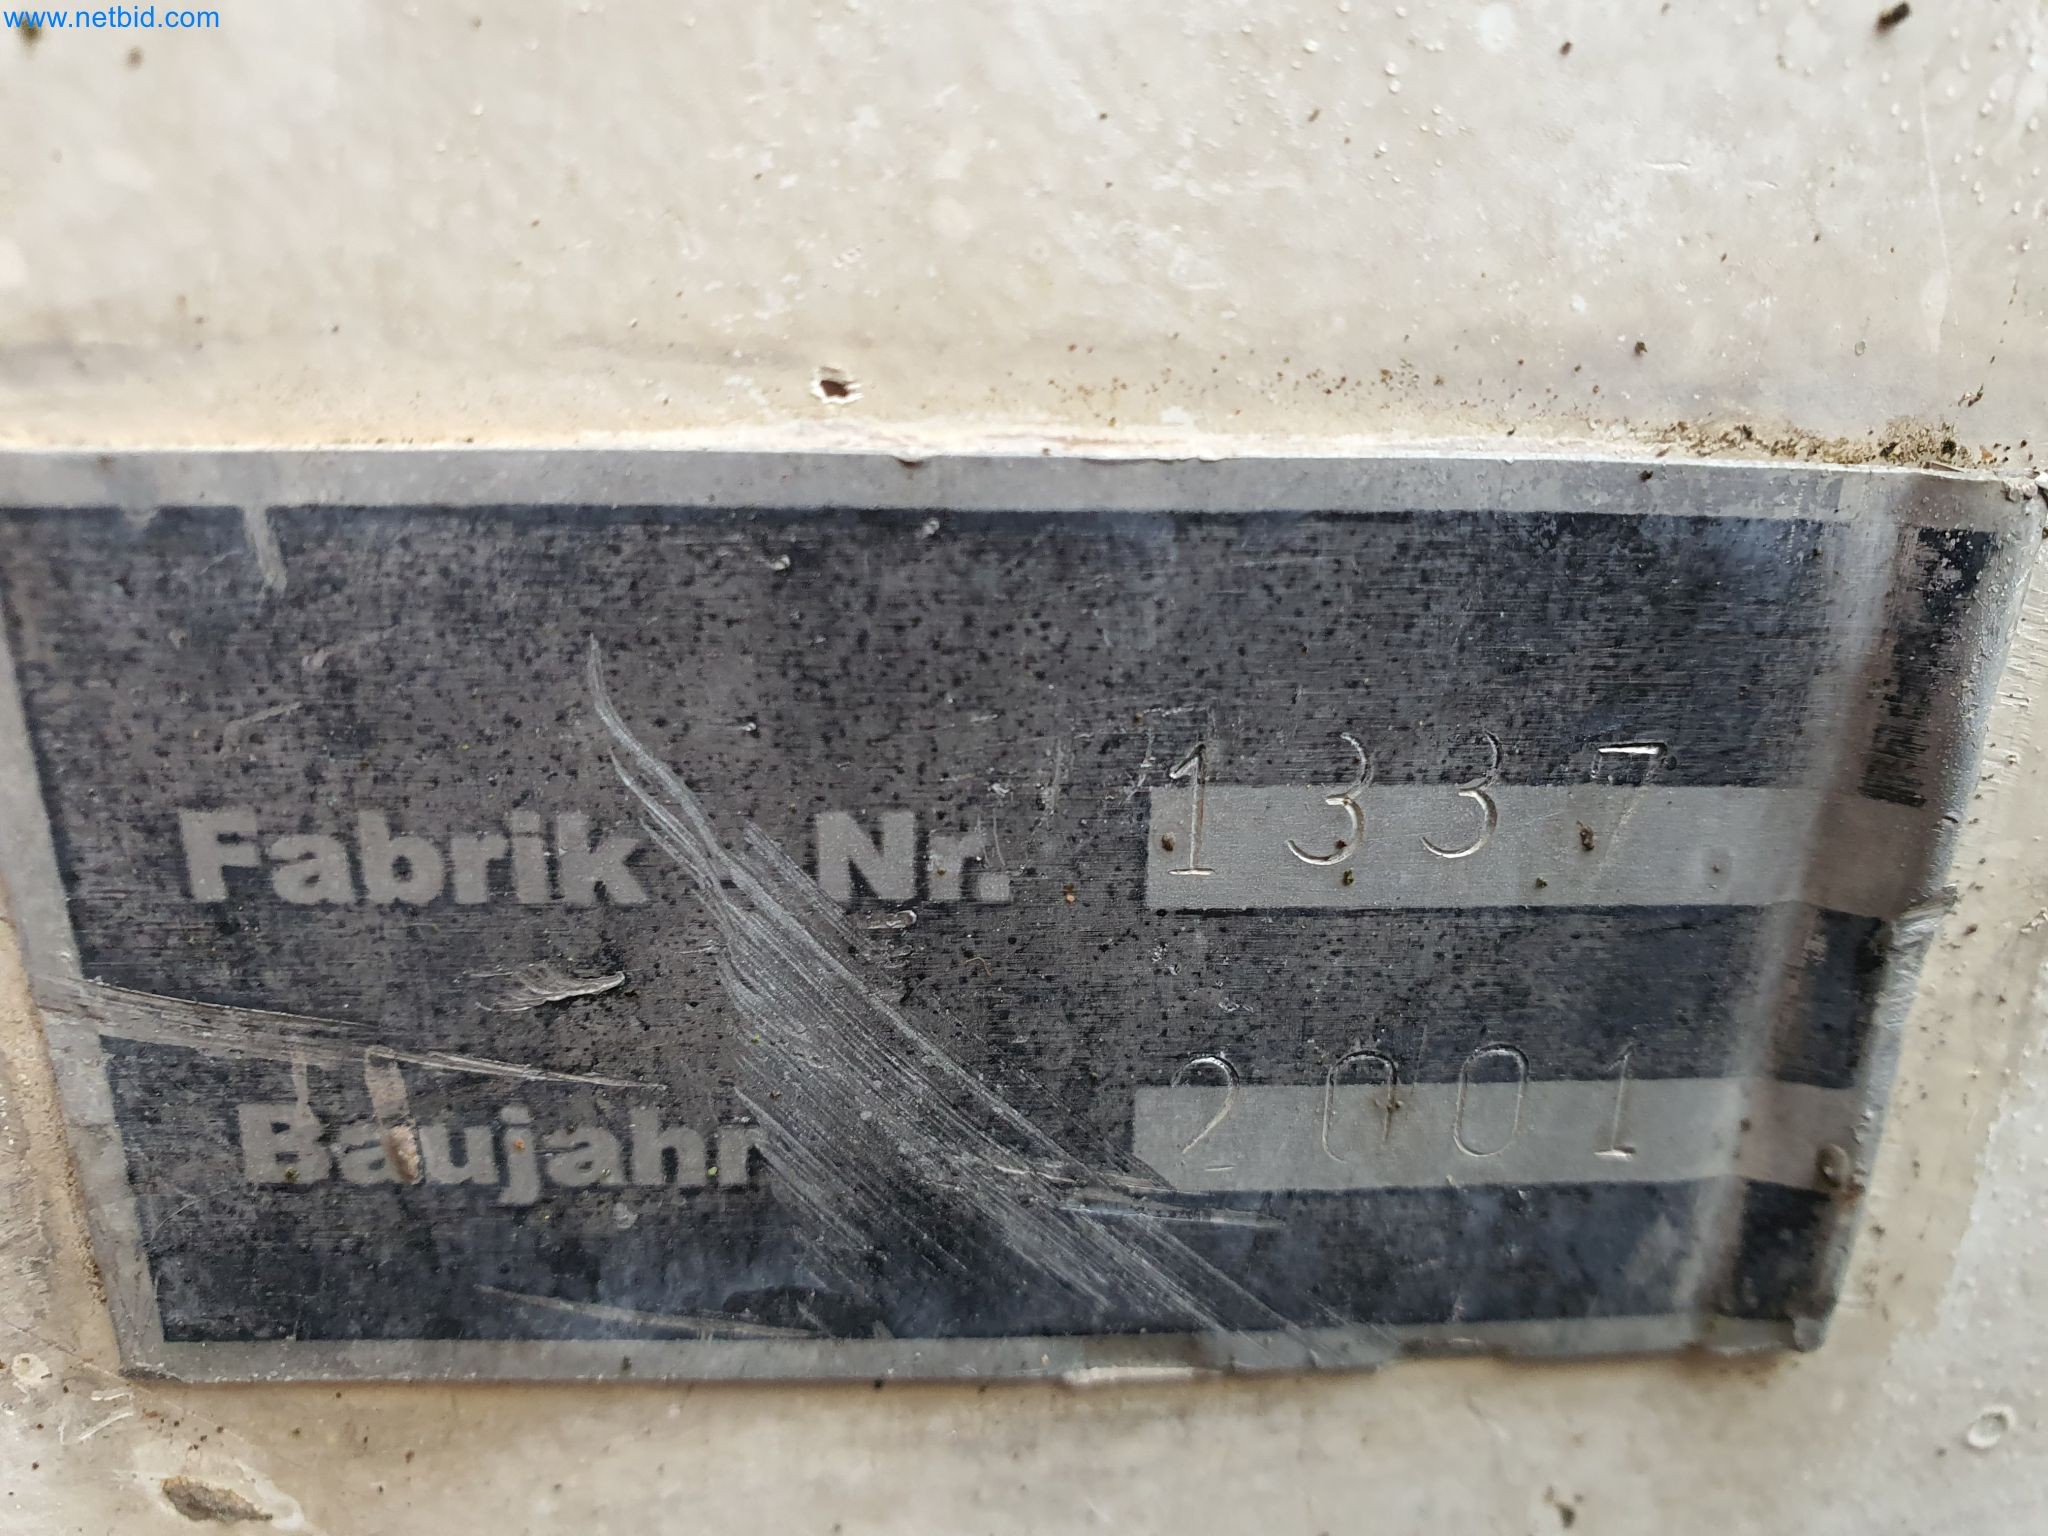 www.netbid.com
Fabrik - Nr. 1337
Baujahr 2001